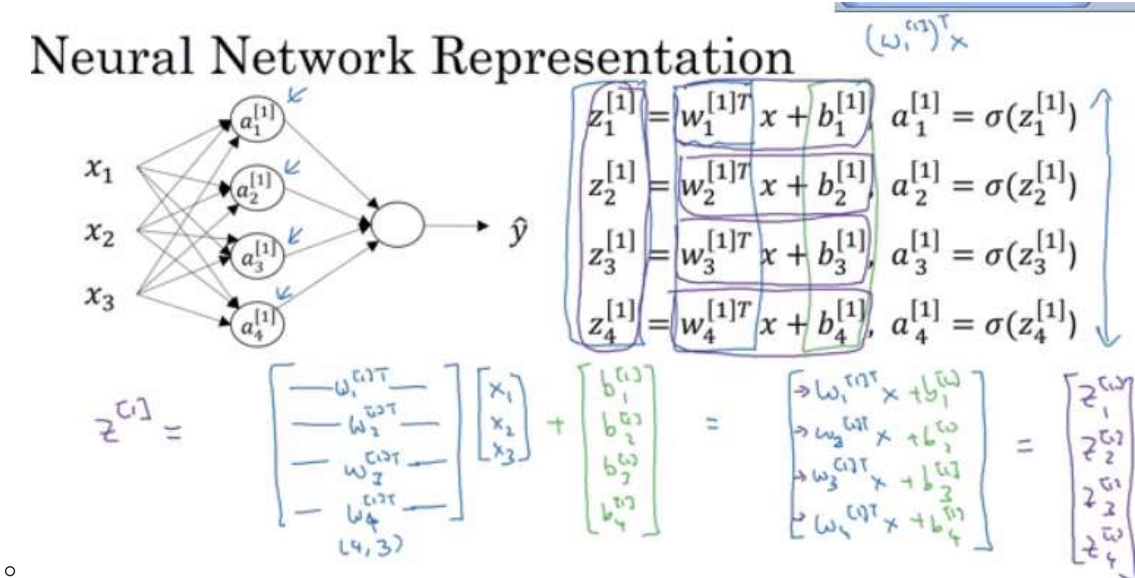 (w₁^[1])^T x
Neural Network Representation
x₁
x₂
x₃
a₁^[1]
a₂^[1]
a₃^[1]
a₄^[1]
ŷ
z₁^[1] = w₁^[1]T x + b₁^[1], a₁^[1] = σ(z₁^[1])
z₂^[1] = w₂^[1]T x + b₂^[1], a₂^[1] = σ(z₂^[1])
z₃^[1] = w₃^[1]T x + b₃^[1], a₃^[1] = σ(z₃^[1])
z₄^[1] = w₄^[1]T x + b₄^[1], a₄^[1] = σ(z₄^[1])
— w₁^[1]T — x₁ b₁^[1] → w₁^[1]T x + b₁^[1] z₁^[1]
z^[1] = — w₂^[1]T — x₂ + b₂^[1] = → w₂^[1]T x + b₂^[1] = z₂^[1]
— w₃^[1]T — x₃ b₃^[1] → w₃^[1]T x + b₃^[1] z₃^[1]
— w₄^[1]T — b₄^[1] → w₄^[1]T x + b₄^[1] z₄^[1]
(4,3)